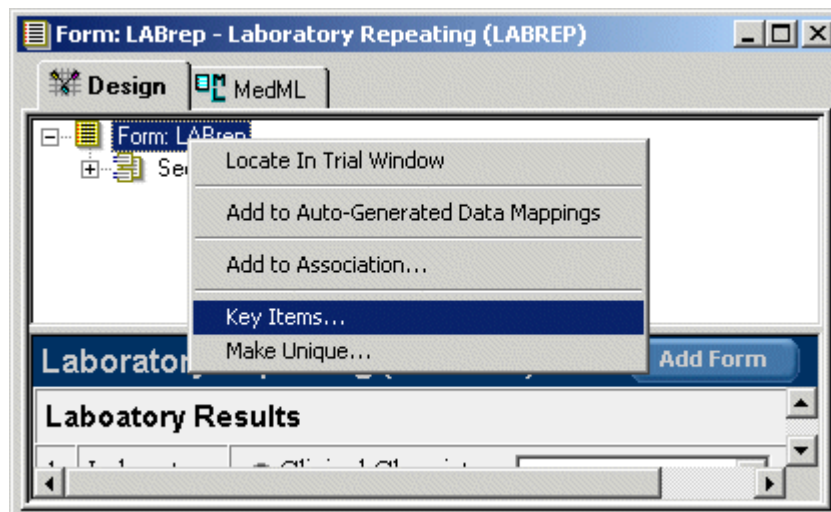 Form: LABrep - Laboratory Repeating (LABREP)
Design
MedML
Form: LABrep
Se
Locate In Trial Window
Add to Auto-Generated Data Mappings
Add to Association...
Key Items...
Make Unique...
Add Form
Laboatory Results